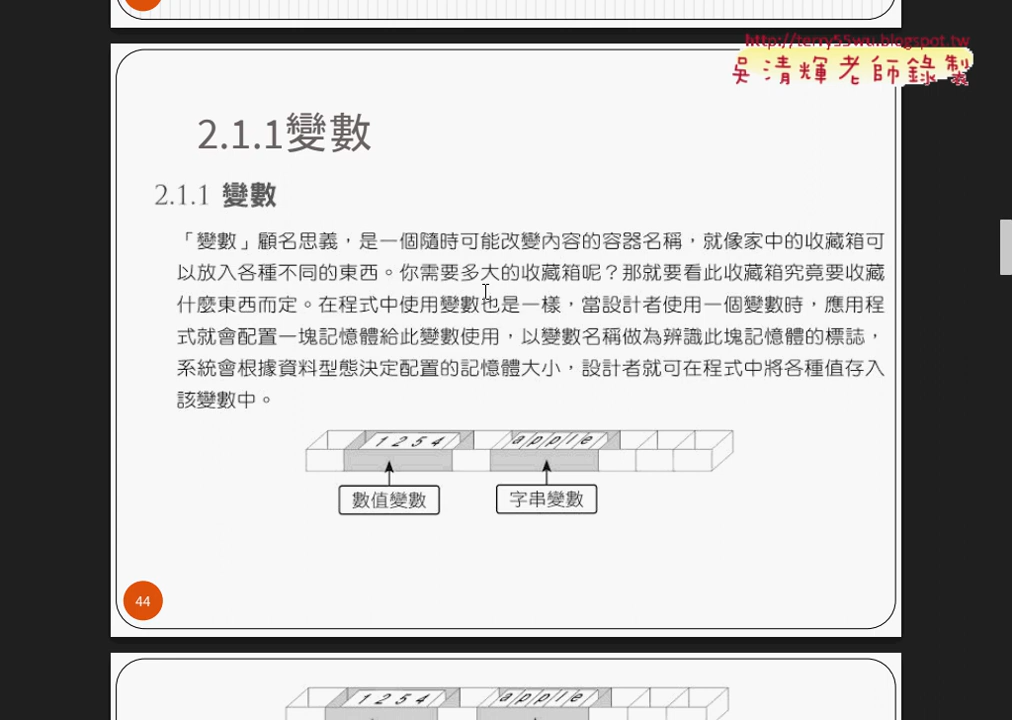 http://terry55wu.blogspot.tw
吳清輝老師錄製
2.1.1變數
2.1.1 變數
「變數」顧名思義，是一個隨時可能改變內容的容器名稱，就像家中的收藏箱可
以放入各種不同的東西。你需要多大的收藏箱呢？那就要看此收藏箱究竟要收藏
什麼東西而定。在程式中使用變數也是一樣，當設計者使用一個變數時，應用程
式就會配置一塊記憶體給此變數使用，以變數名稱做為辨識此塊記憶體的標誌，
系統會根據資料型態決定配置的記憶體大小，設計者就可在程式中將各種值存入
該變數中。
1254 apple
數值變數 字串變數
44
1254 apple